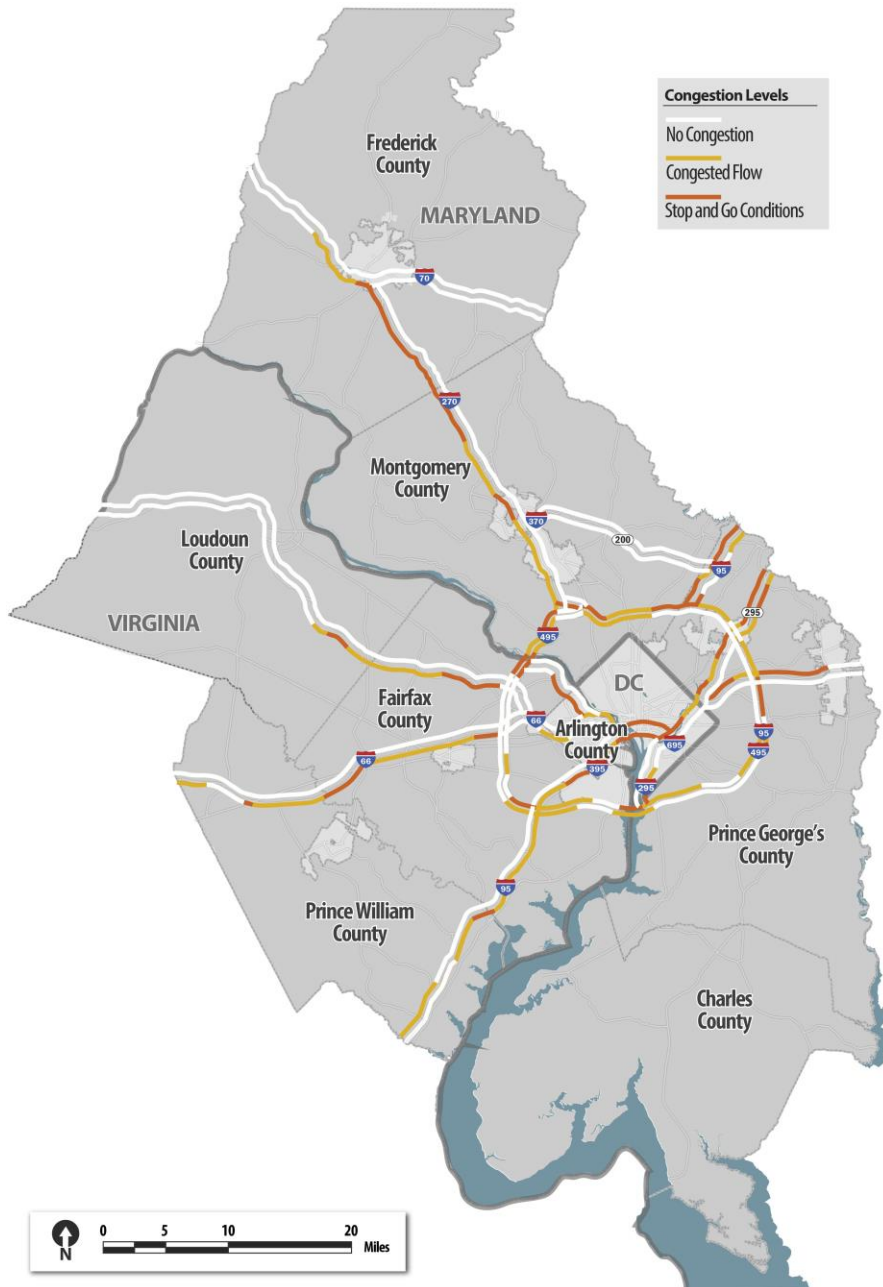 Congestion Levels
No Congestion
Congested Flow
Stop and Go Conditions
Frederick
County
MARYLAND
70
270
Montgomery
County
370
200
95
Loudoun
County
295
VIRGINIA
495
DC
Fairfax
County
66
Arlington
County
695
95
495
66
395
295
Prince George's
County
95
Prince William
County
Charles
County
N
0 5 10 20
Miles